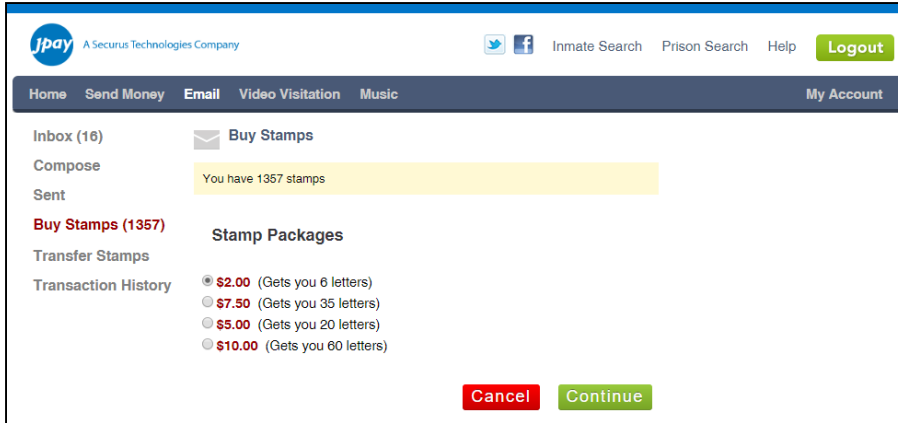 Jpay A Securus Technologies Company
Inmate Search Prison Search Help Logout
Home Send Money Email Video Visitation Music My Account
Inbox (16)
Compose
Sent
Buy Stamps (1357)
Transfer Stamps
Transaction History
Buy Stamps
You have 1357 stamps
Stamp Packages
$2.00 (Gets you 6 letters)
$7.50 (Gets you 35 letters)
$5.00 (Gets you 20 letters)
$10.00 (Gets you 60 letters)
Cancel Continue